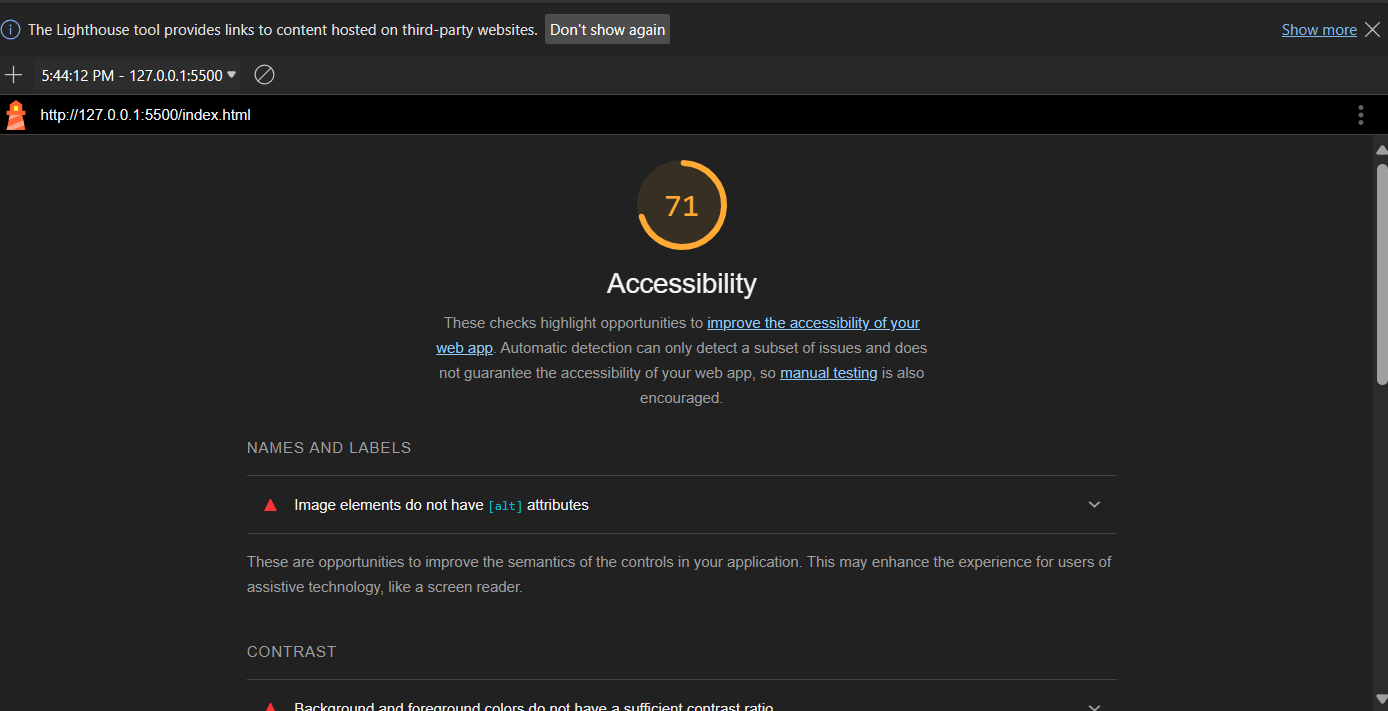 The Lighthouse tool provides links to content hosted on third-party websites. Don't show again Show more
5:44:12 PM - 127.0.0.1:5500
http://127.0.0.1:5500/index.html
71
Accessibility
These checks highlight opportunities to improve the accessibility of your
web app. Automatic detection can only detect a subset of issues and does
not guarantee the accessibility of your web app, so manual testing is also
encouraged.
NAMES AND LABELS
Image elements do not have [alt] attributes
These are opportunities to improve the semantics of the controls in your application. This may enhance the experience for users of
assistive technology, like a screen reader.
CONTRAST
Background and foreground colors do not have a sufficient contrast ratio.